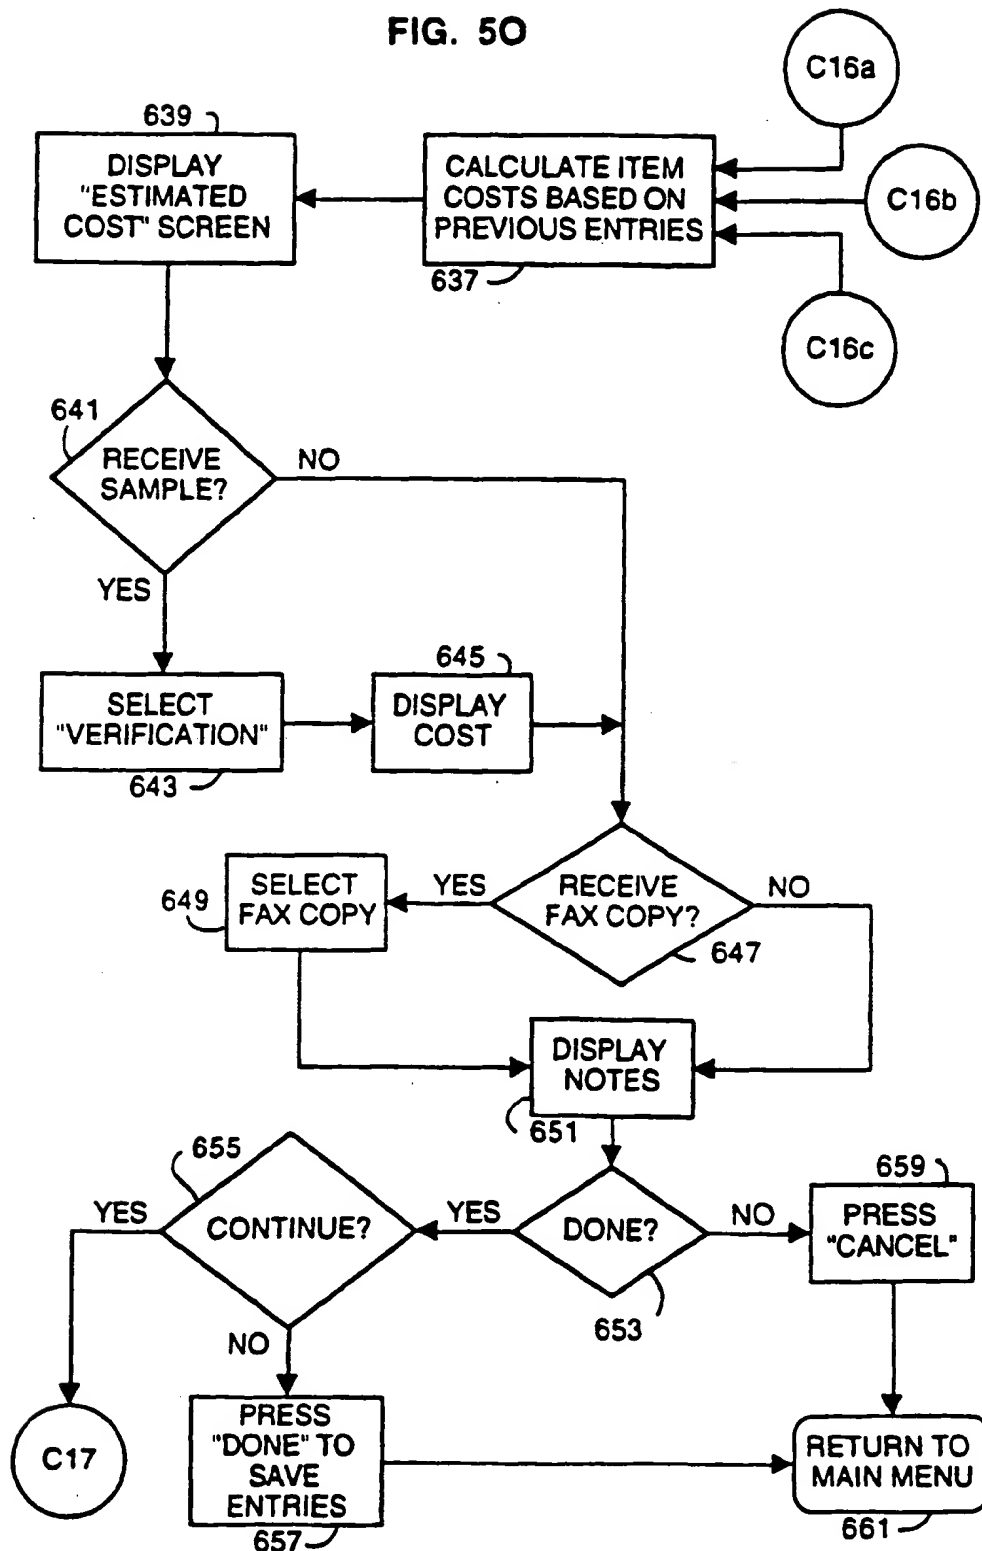 FIG. 5O
C16a
639
DISPLAY
"ESTIMATED
COST" SCREEN
CALCULATE ITEM
COSTS BASED ON
PREVIOUS ENTRIES
C16b
637
C16c
641
RECEIVE
SAMPLE?
NO
YES
645
SELECT
"VERIFICATION"
DISPLAY
COST
643
SELECT
FAX COPY
YES
RECEIVE
FAX COPY?
NO
649
647
DISPLAY
NOTES
651
655
659
YES
CONTINUE?
YES
DONE?
NO
PRESS
"CANCEL"
653
NO
C17
PRESS
"DONE" TO
SAVE
ENTRIES
RETURN TO
MAIN MENU
657
661